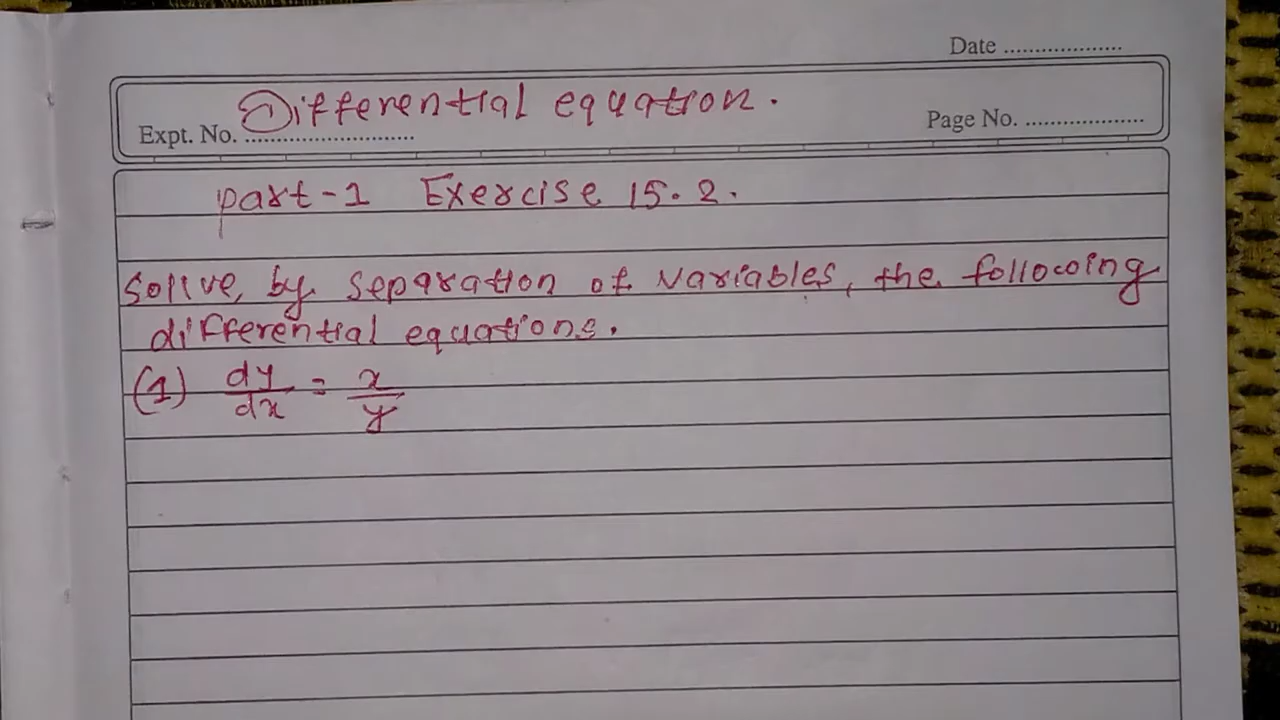 Date ...................
Differential equation.
Expt. No. ........................... Page No. ...................
part-1 Exercise 15.2.
Solve, by separation of variables, the following
differential equations.
(1) dy/dx = x/y